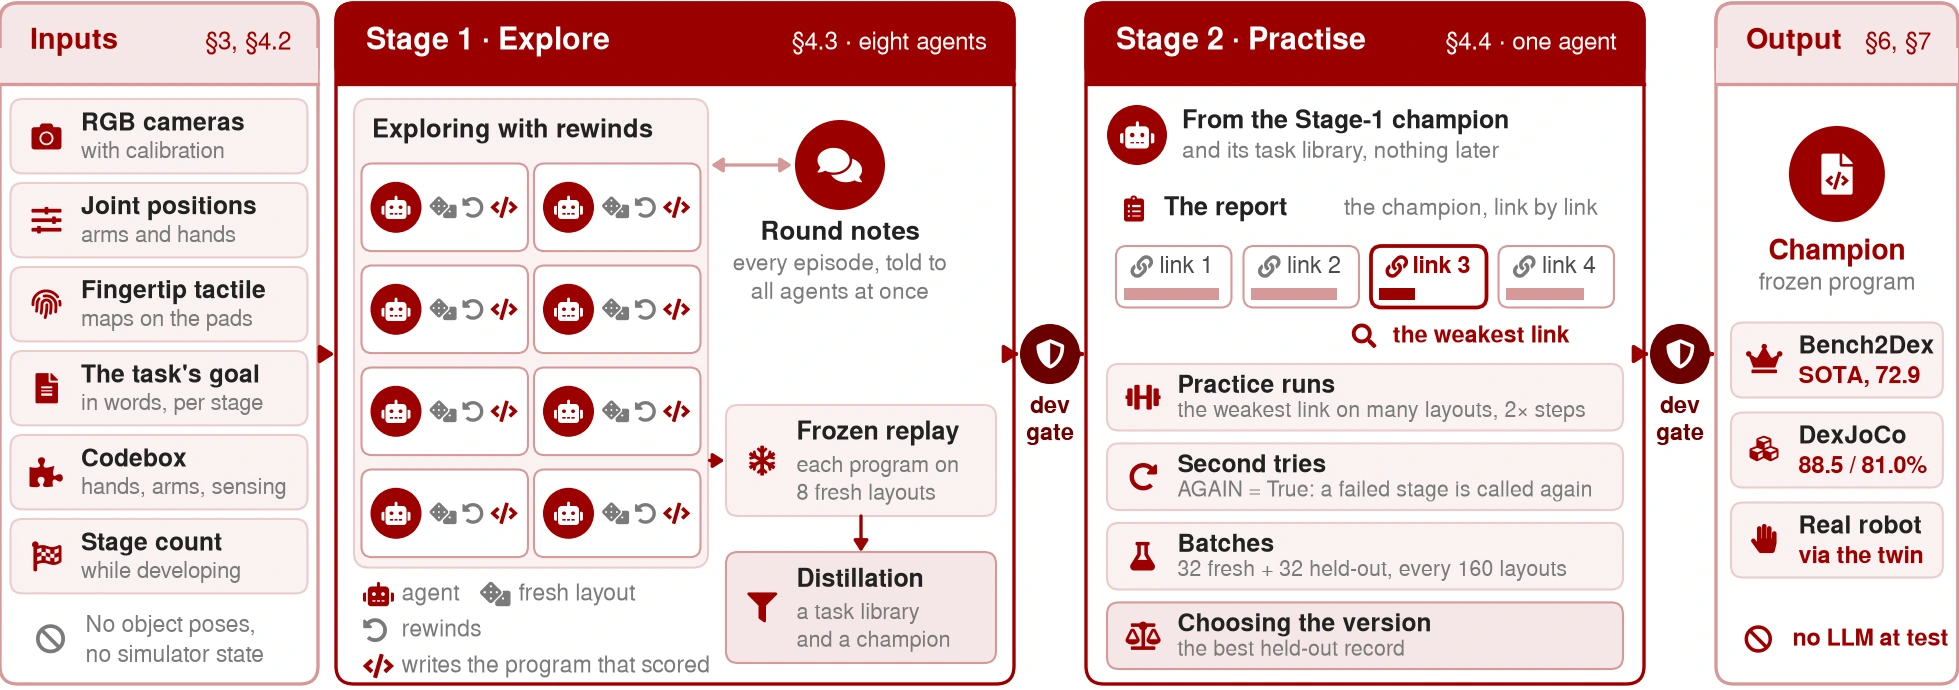 Inputs §3, §4.2
RGB cameras
with calibration
Joint positions
arms and hands
Fingertip tactile
maps on the pads
The task's goal
in words, per stage
Codebox
hands, arms, sensing
Stage count
while developing
No object poses,
no simulator state
Stage 1 · Explore §4.3 · eight agents
Exploring with rewinds
Round notes
every episode, told to
all agents at once
Frozen replay
each program on
8 fresh layouts
Distillation
a task library
and a champion
agent fresh layout
rewinds
writes the program that scored
dev
gate
Stage 2 · Practise §4.4 · one agent
From the Stage-1 champion
and its task library, nothing later
The report the champion, link by link
link 1 link 2 link 3 link 4
the weakest link
Practice runs
the weakest link on many layouts, 2× steps
Second tries
AGAIN = True: a failed stage is called again
Batches
32 fresh + 32 held-out, every 160 layouts
Choosing the version
the best held-out record
dev
gate
Output §6, §7
Champion
frozen program
Bench2Dex
SOTA, 72.9
DexJoCo
88.5 / 81.0%
Real robot
via the twin
no LLM at test